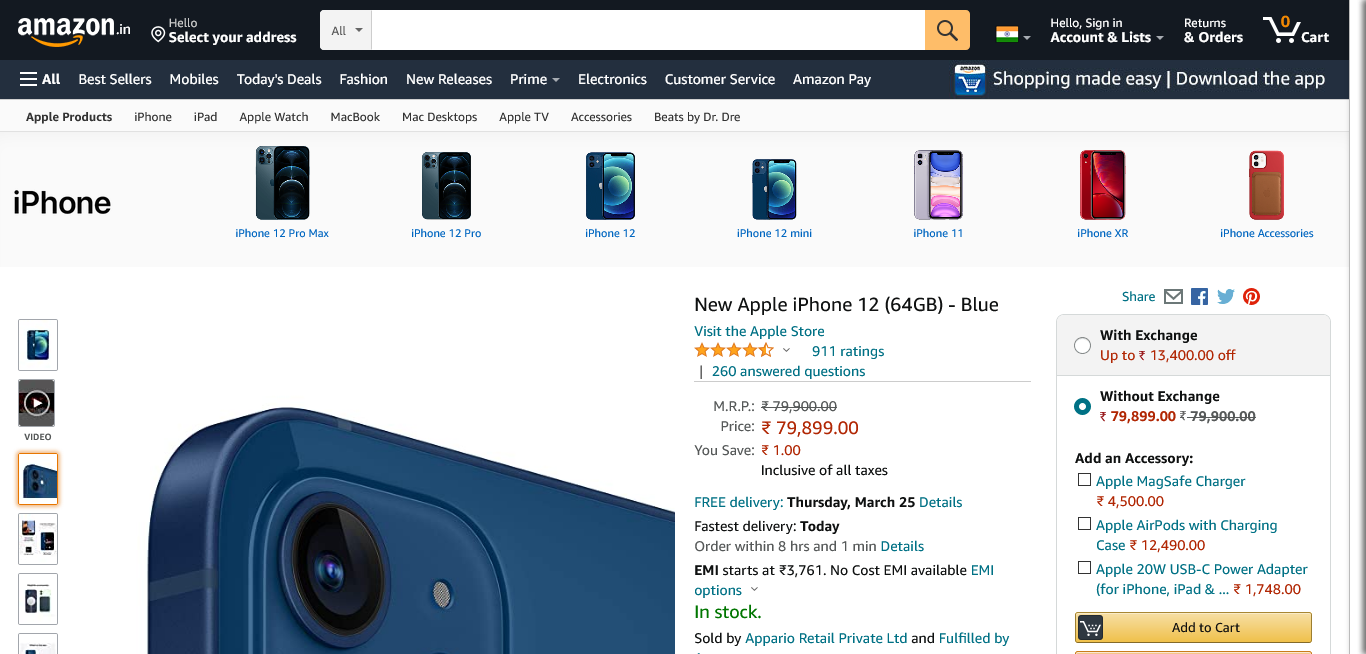 amazon.in
Hello
Select your address
All
0
Hello, Sign in
Account & Lists
Returns
& Orders
Cart
All
Best Sellers
Mobiles
Today's Deals
Fashion
New Releases
Prime
Electronics
Customer Service
Amazon Pay
amazon
Shopping made easy | Download the app
Apple Products
iPhone
iPad
Apple Watch
MacBook
Mac Desktops
Apple TV
Accessories
Beats by Dr. Dre
iPhone
iPhone 12 Pro Max
iPhone 12 Pro
iPhone 12
iPhone 12 mini
iPhone 11
iPhone XR
iPhone Accessories
VIDEO
New Apple iPhone 12 (64GB) - Blue
Visit the Apple Store
911 ratings
| 260 answered questions
M.R.P.: ₹ 79,900.00
Price: ₹ 79,899.00
You Save: ₹ 1.00
Inclusive of all taxes
FREE delivery: Thursday, March 25 Details
Fastest delivery: Today
Order within 8 hrs and 1 min Details
EMI starts at ₹3,761. No Cost EMI available EMI
options
In stock.
Sold by Appario Retail Private Ltd and Fulfilled by
Share
With Exchange
Up to ₹ 13,400.00 off
Without Exchange
₹ 79,899.00 ₹ 79,900.00
Add an Accessory:
Apple MagSafe Charger
₹ 4,500.00
Apple AirPods with Charging
Case ₹ 12,490.00
Apple 20W USB-C Power Adapter
(for iPhone, iPad & ... ₹ 1,748.00
Add to Cart